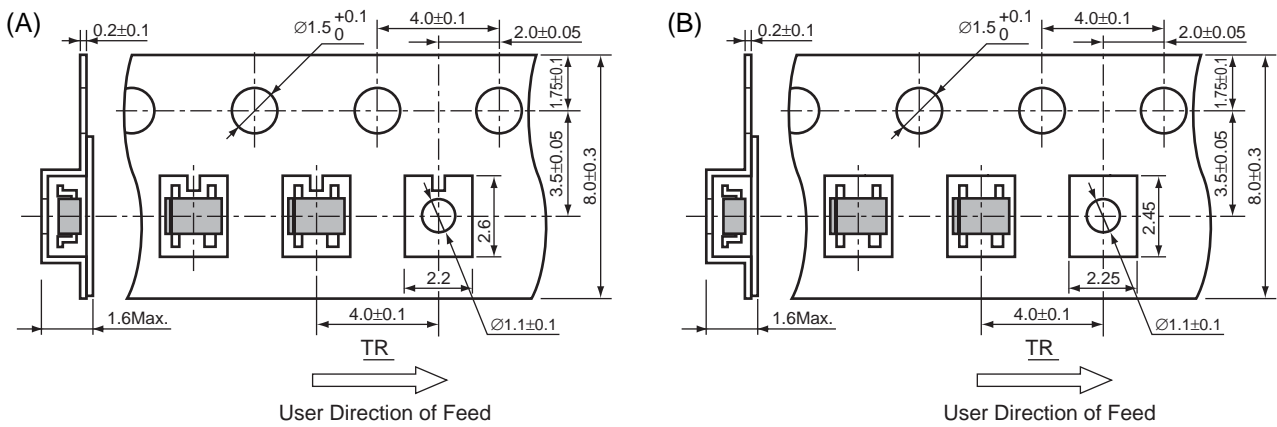 (A)
0.2±0.1
∅1.5 +0.1 0
4.0±0.1
2.0±0.05
1.75±0.1
3.5±0.05
8.0±0.3
2.6
2.2
1.6Max.
4.0±0.1
∅1.1±0.1
TR
User Direction of Feed
(B)
0.2±0.1
∅1.5 +0.1 0
4.0±0.1
2.0±0.05
1.75±0.1
3.5±0.05
8.0±0.3
2.45
2.25
1.6Max.
4.0±0.1
∅1.1±0.1
TR
User Direction of Feed